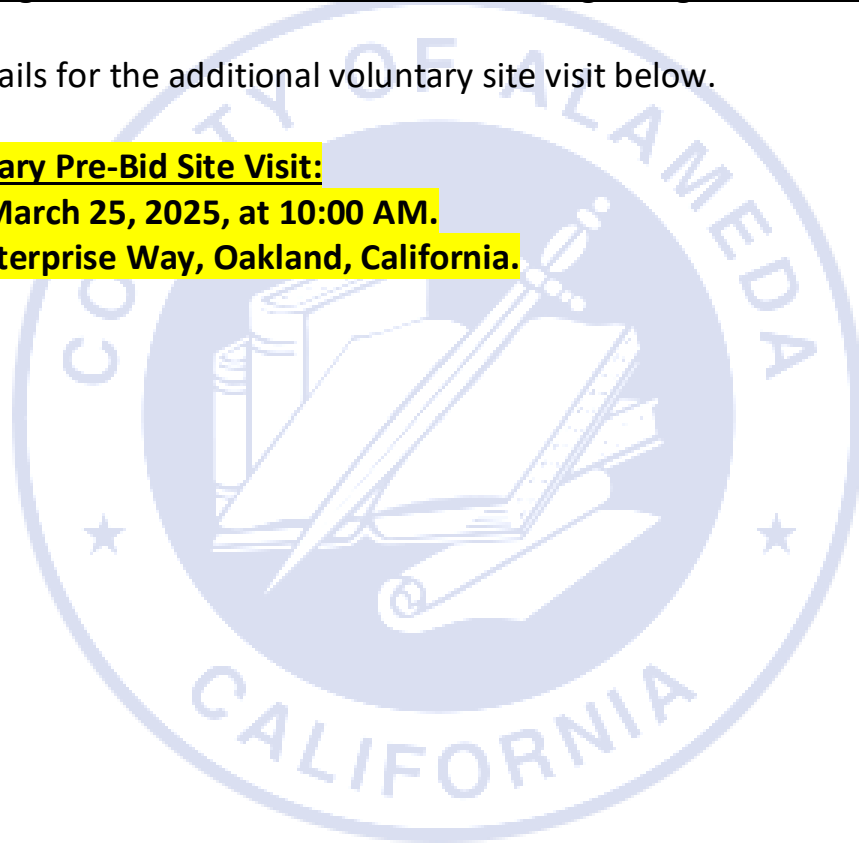 ails for the additional voluntary site visit below.
ary Pre-Bid Site Visit:
March 25, 2025, at 10:00 AM.
terprise Way, Oakland, California.
COUNTY OF ALAMEDA
CALIFORNIA